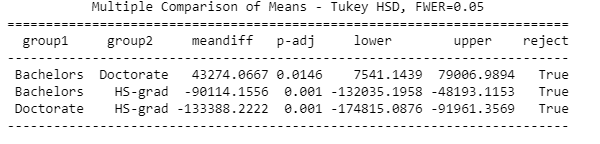 Multiple Comparison of Means - Tukey HSD, FWER=0.05
group1 group2 meandiff p-adj lower upper reject
Bachelors Doctorate 43274.0667 0.0146 7541.1439 79006.9894 True
Bachelors HS-grad -90114.1556 0.001 -132035.1958 -48193.1153 True
Doctorate HS-grad -133388.2222 0.001 -174815.0876 -91961.3569 True